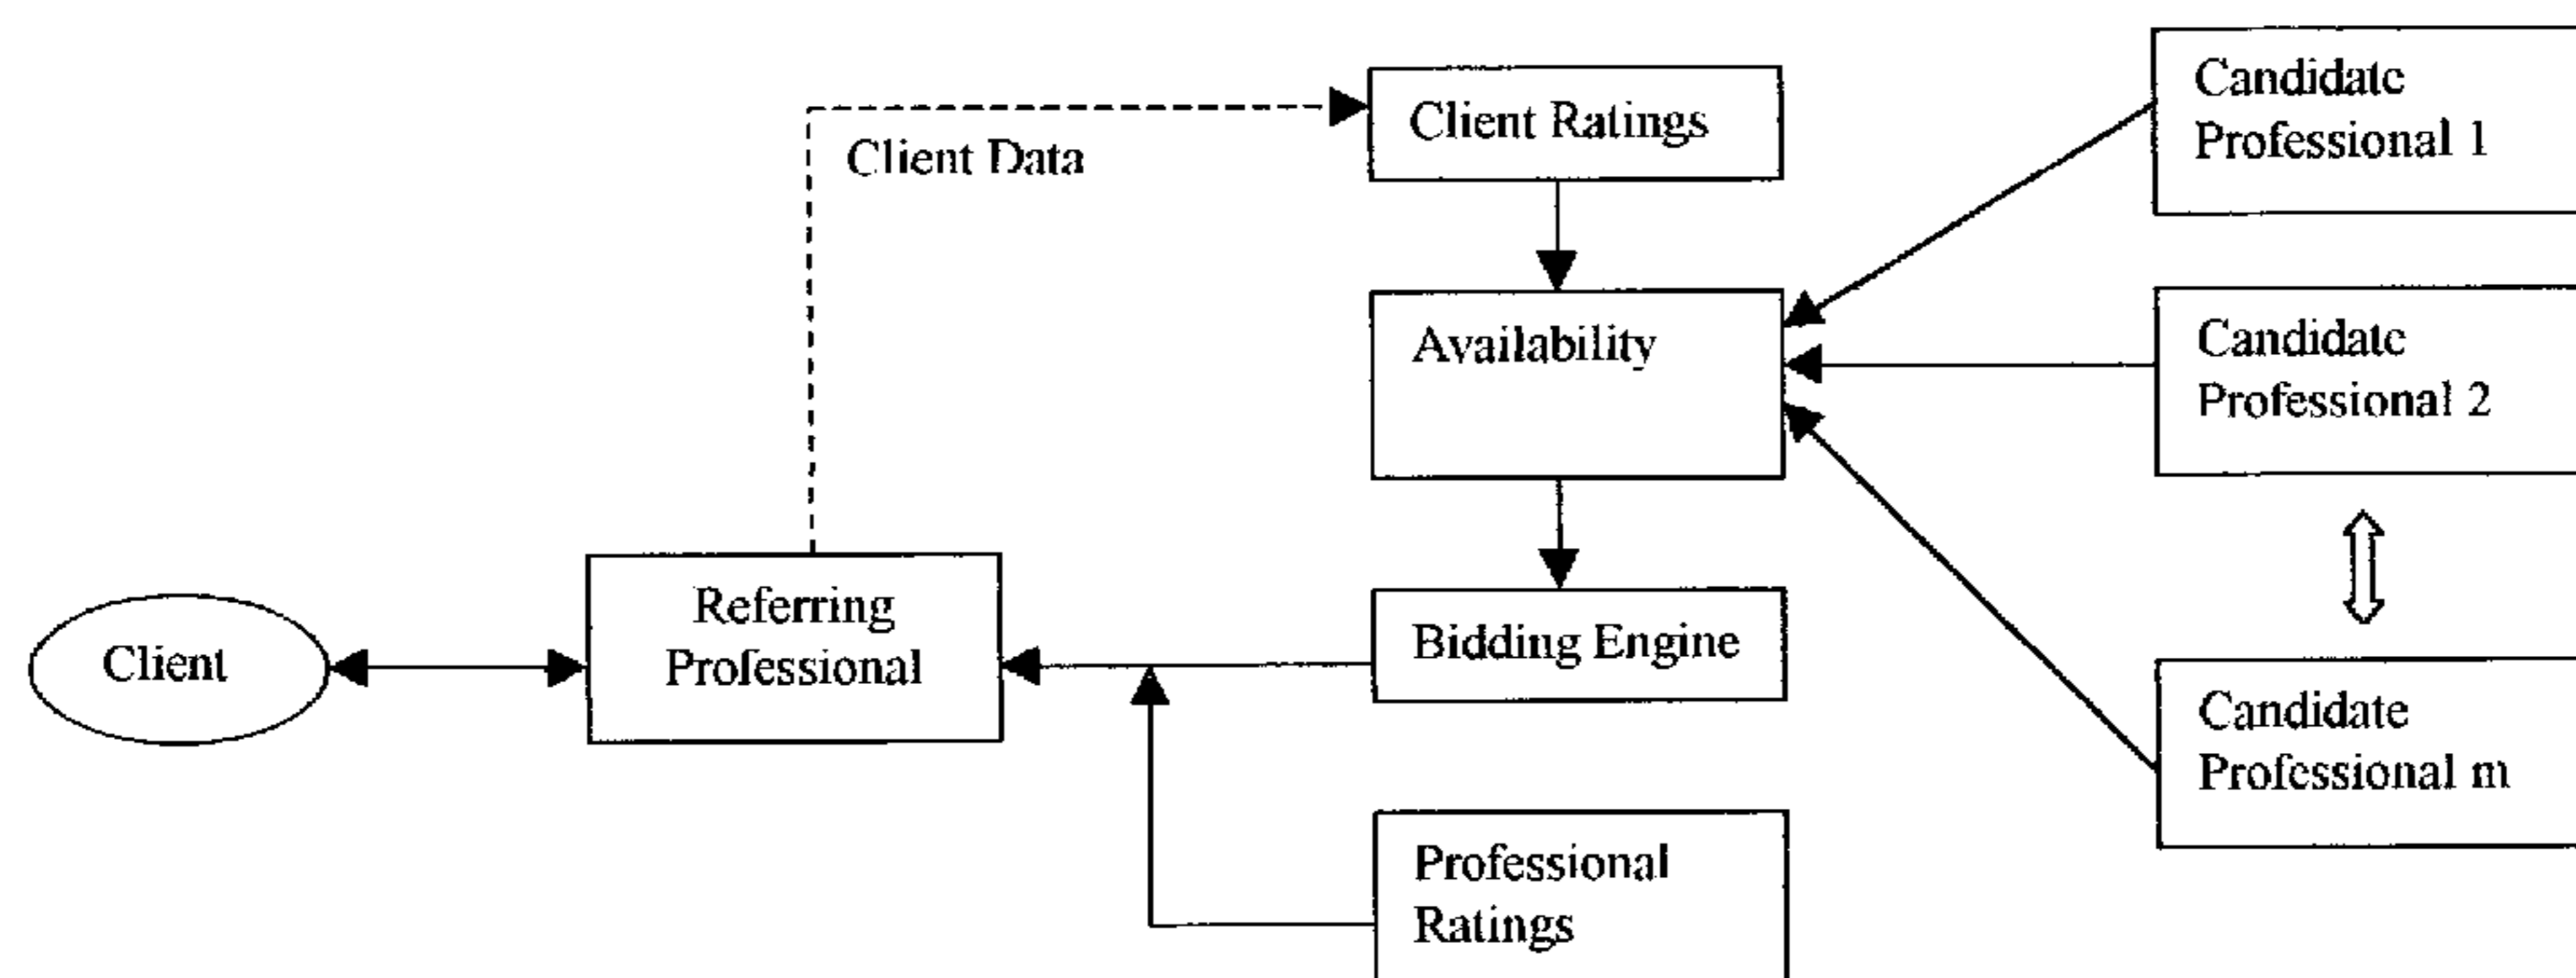 Candidate
Professional 1
Client Ratings
Client Data
Availability
Candidate
Professional 2
Referring
Professional
Client
Bidding Engine
Candidate
Professional m
Professional
Ratings